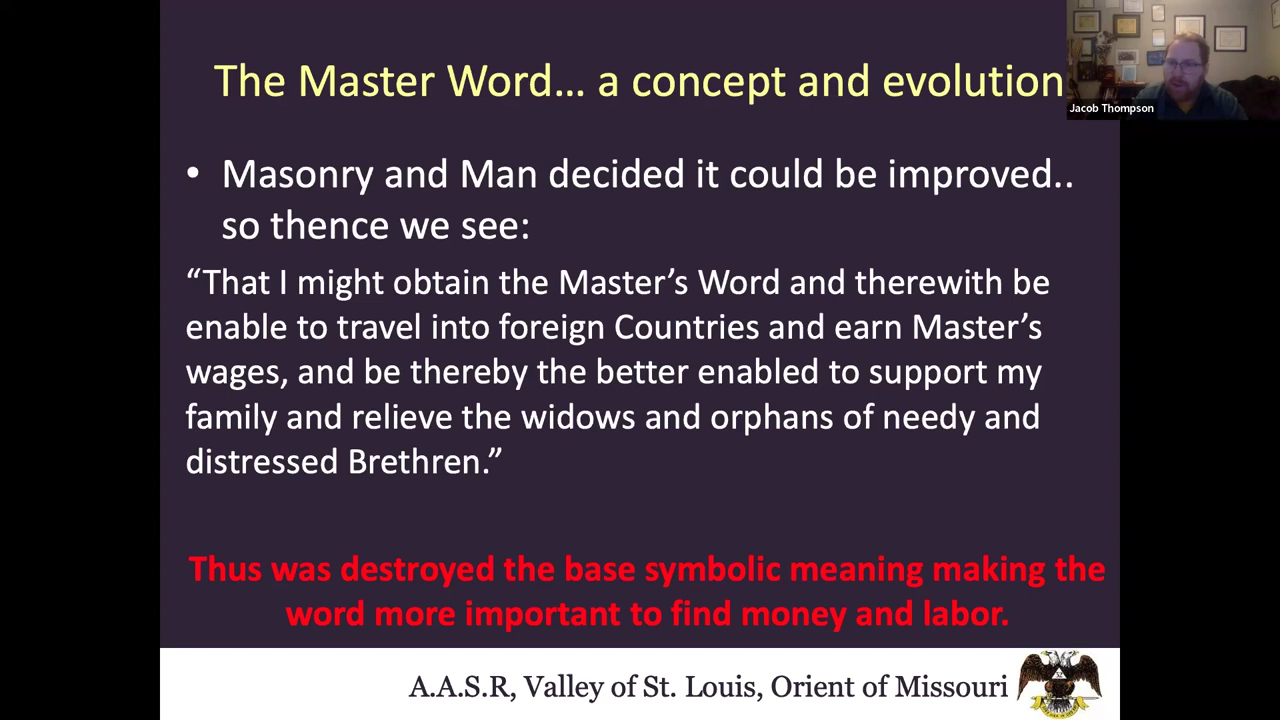 The Master Word... a concept and evolution
Jacob Thompson
• Masonry and Man decided it could be improved..
so thence we see:
“That I might obtain the Master’s Word and therewith be
enable to travel into foreign Countries and earn Master’s
wages, and be thereby the better enabled to support my
family and relieve the widows and orphans of needy and
distressed Brethren.”
Thus was destroyed the base symbolic meaning making the
word more important to find money and labor.
A.A.S.R, Valley of St. Louis, Orient of Missouri